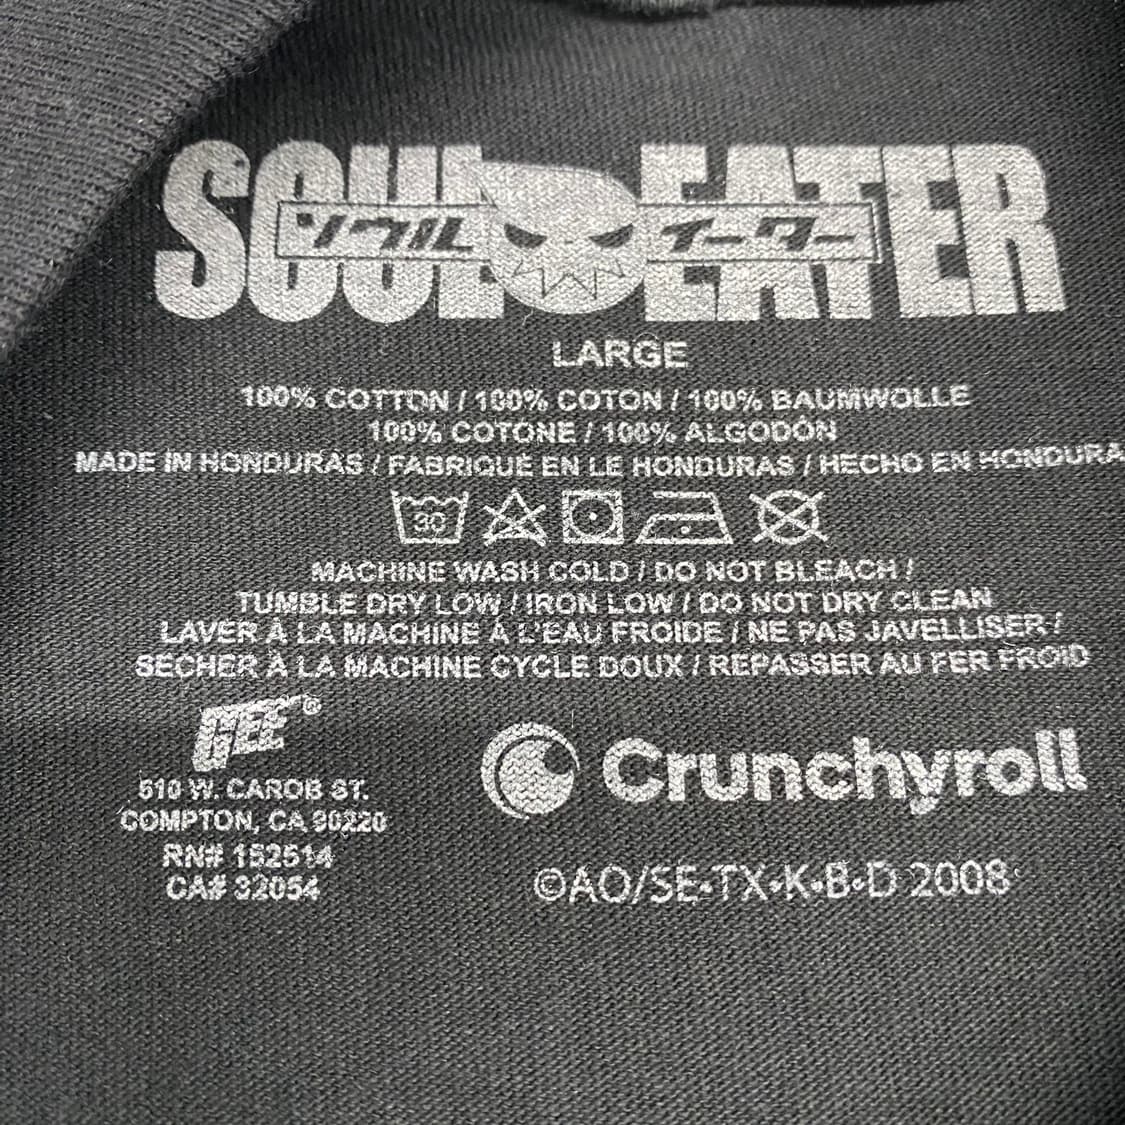 SOUL EATER
ソウル イーター
LARGE
100% COTTON / 100% COTON / 100% BAUMWOLLE
100% COTONE / 100% ALGODÓN
MADE IN HONDURAS / FABRIQUÉ EN LE HONDURAS / HECHO EN HONDURA
30
MACHINE WASH COLD / DO NOT BLEACH /
TUMBLE DRY LOW / IRON LOW / DO NOT DRY CLEAN
LAVER À LA MACHINE À L'EAU FROIDE / NE PAS JAVELLISER /
SÉCHER À LA MACHINE CYCLE DOUX / REPASSER AU FER FROID
GEE®
510 W. CAROB ST.
COMPTON, CA 90220
RN# 152514
CA# 32054
Crunchyroll
©AO/SE•TX•K•B•D 2008